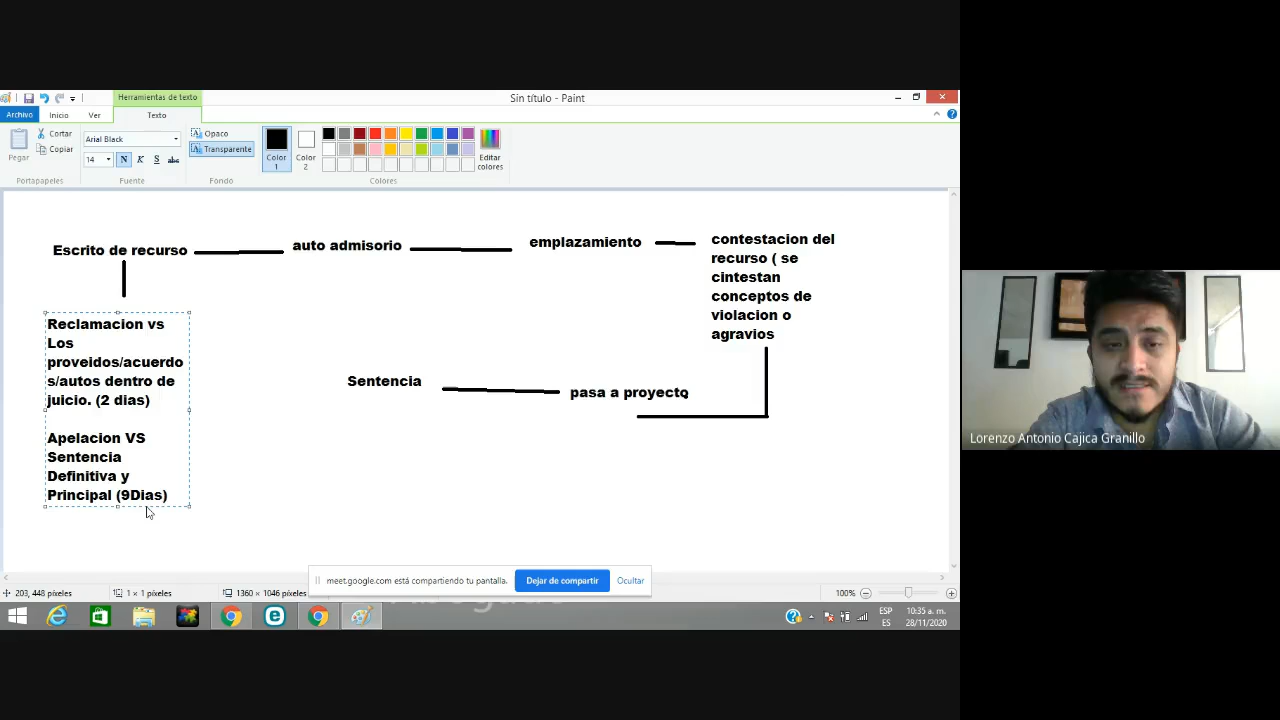 Herramientas de texto
Sin título - Paint
Archivo
Inicio
Ver
Texto
Pegar
Cortar
Copiar
Portapapeles
Arial Black
14
N K S abc
Fuente
Opaco
Transparente
Fondo
Color 1
Color 2
Editar colores
Colores
Escrito de recurso
auto admisorio
emplazamiento
contestacion del
recurso ( se
cintestan
conceptos de
violacion o
agravios
Reclamacion vs
Los
proveidos/acuerdo
s/autos dentro de
juicio. (2 dias)
Apelacion VS
Sentencia
Definitiva y
Principal (9Dias)
Sentencia
pasa a proyecto
Lorenzo Antonio Cajica Granillo
meet.google.com está compartiendo tu pantalla.
Dejar de compartir
Ocultar
203, 448 píxeles
1 × 1 píxeles
1360 × 1046 píxeles
100%
ESP
ES
10:35 a. m.
28/11/2020